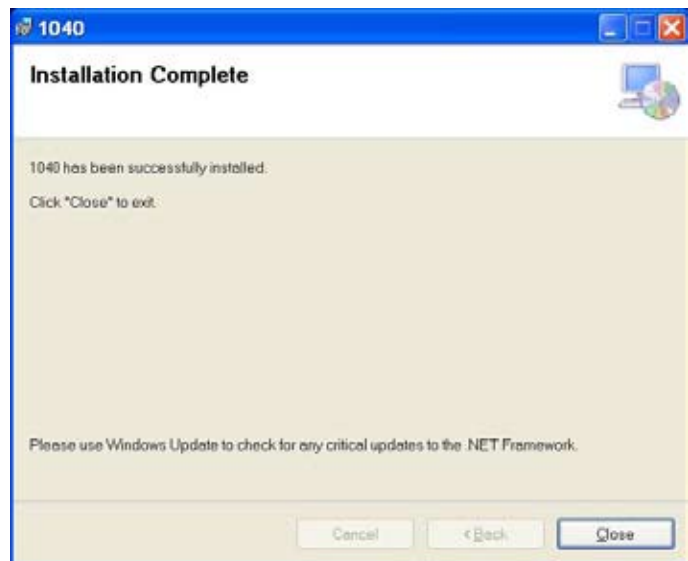 1040
Installation Complete
1040 has been successfully installed.
Click "Close" to exit.
Please use Windows Update to check for any critical updates to the .NET Framework.
Cancel
< Back
Close